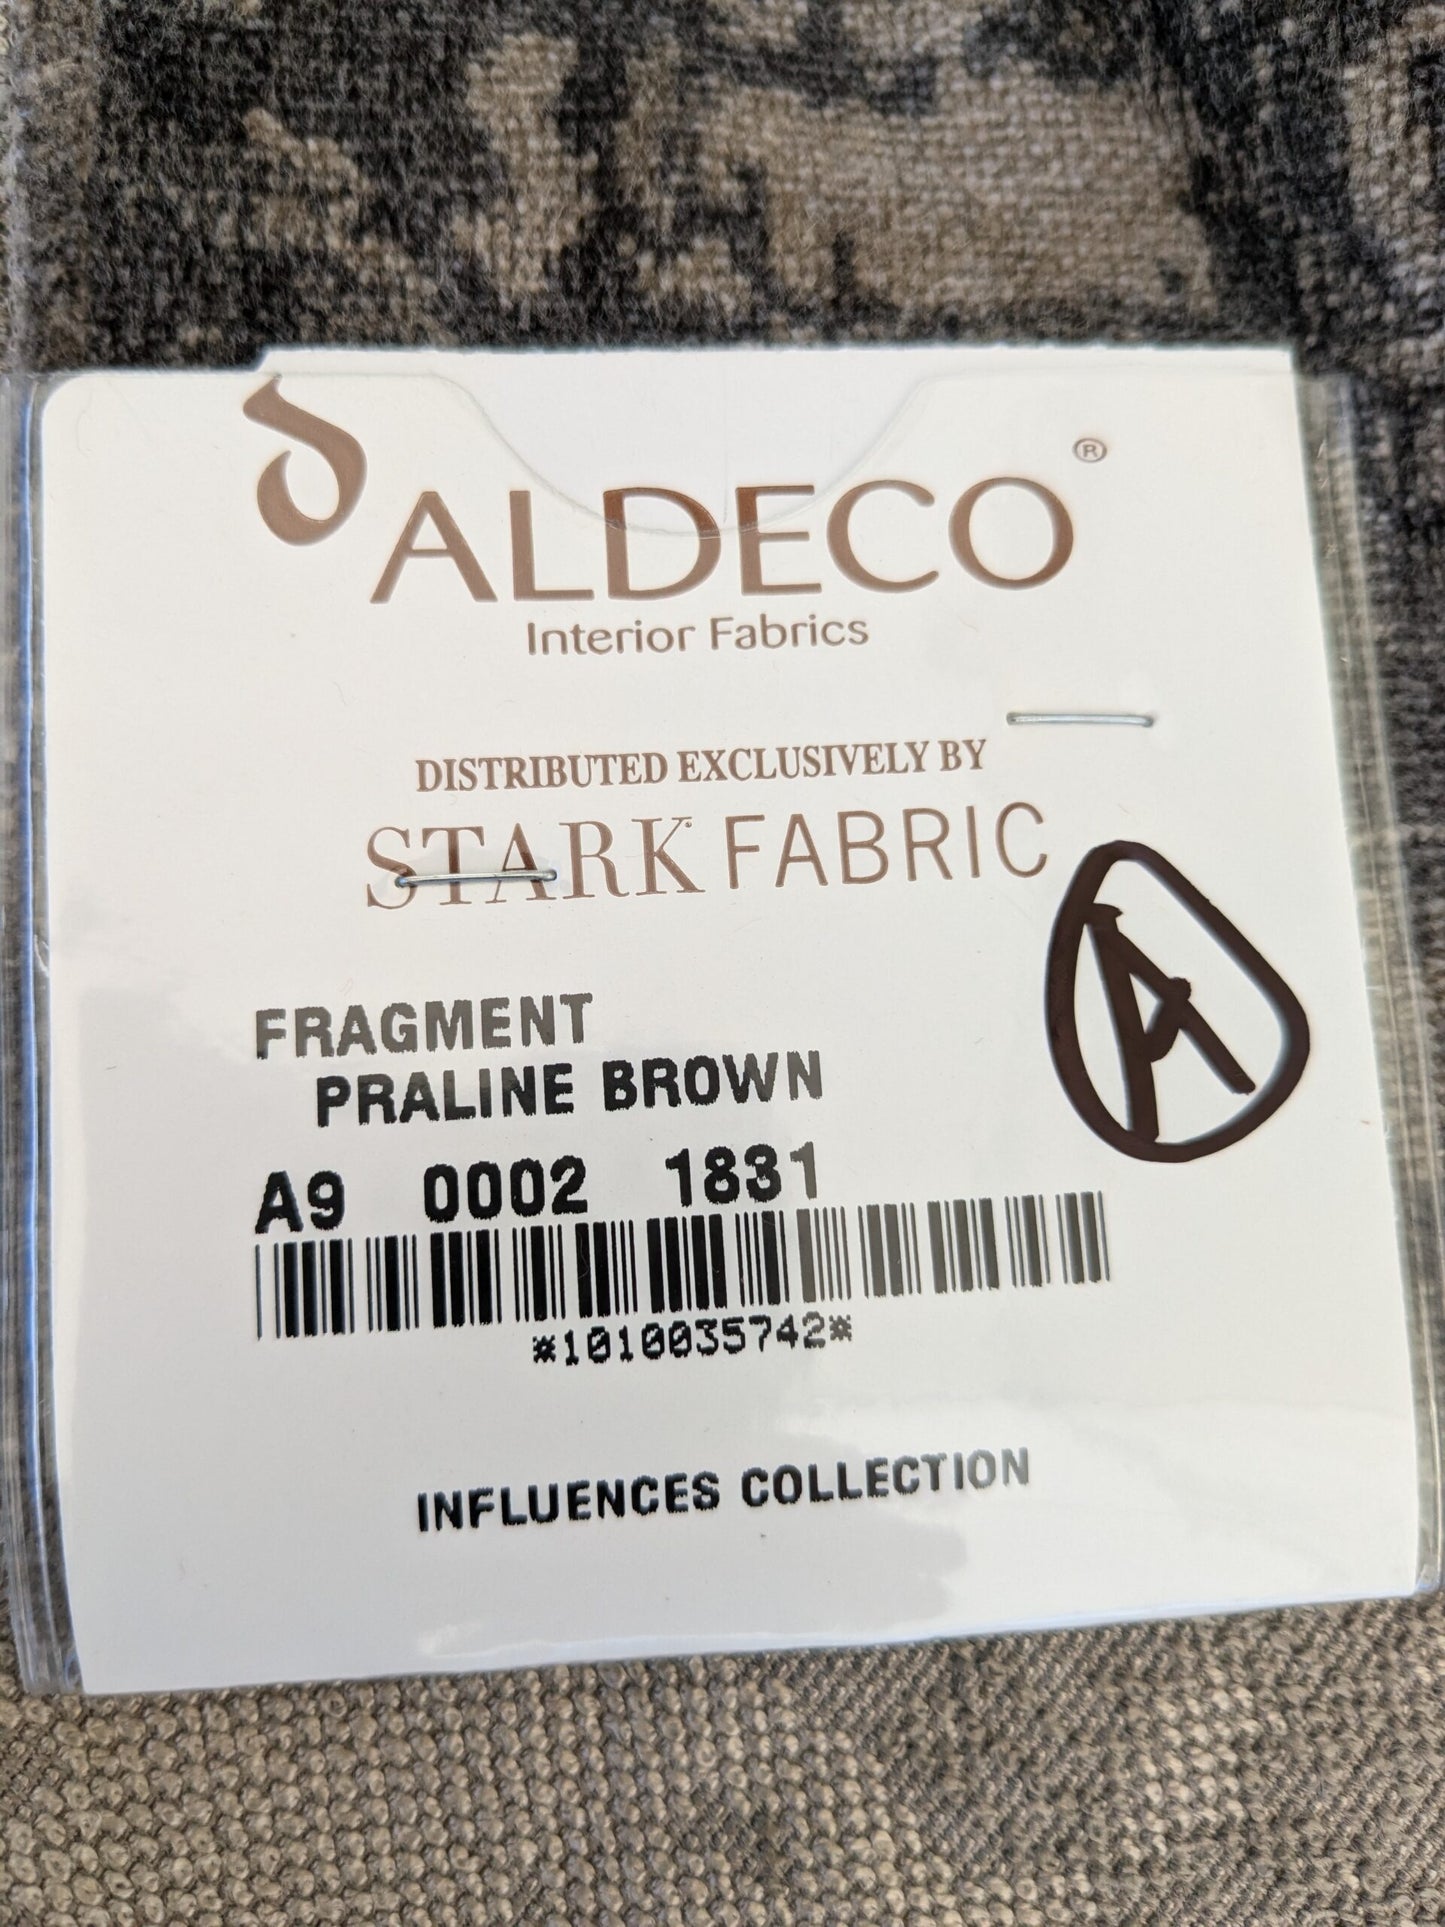 ALDECO ®
Interior Fabrics
DISTRIBUTED EXCLUSIVELY BY
STARK FABRIC
A
FRAGMENT
PRALINE BROWN
A9 0002 1831
*1010035742*
INFLUENCES COLLECTION